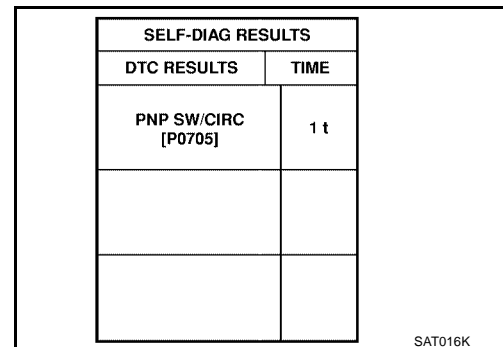 SELF-DIAG RESULTS
DTC RESULTS TIME
PNP SW/CIRC 1 t
[P0705]
SAT016K